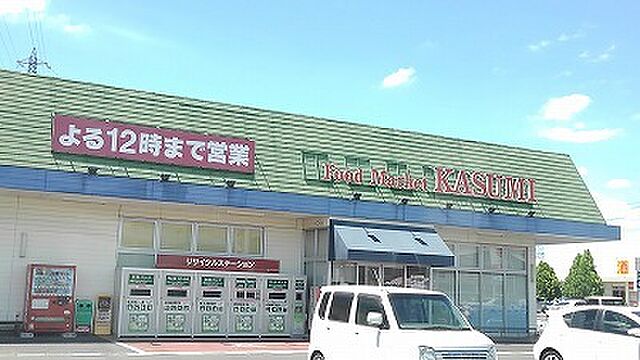 よる12時まで営業
Food Market KASUMI
リサイクルステーション
酒